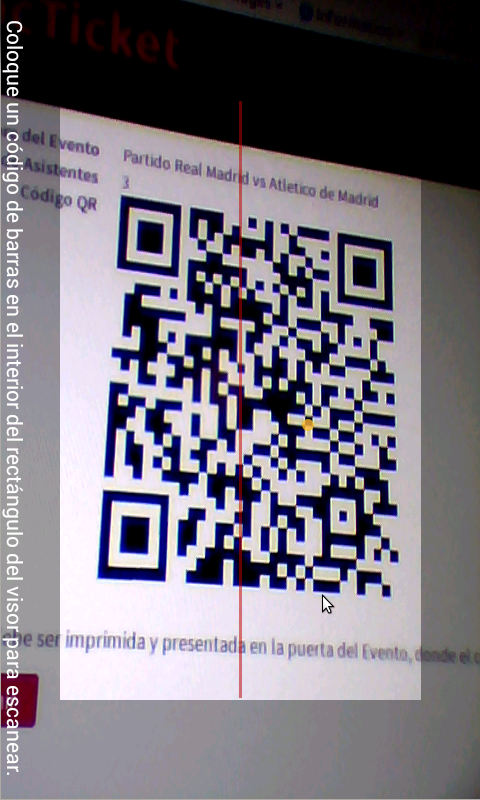 Ticket
del Evento
Partido Real Madrid vs Atletico de Madrid
Asistentes
3
Código QR
ser imprimida y presentada en la puerta del Evento, donde el
Coloque un código de barras en el interior del rectángulo del visor para escanear.